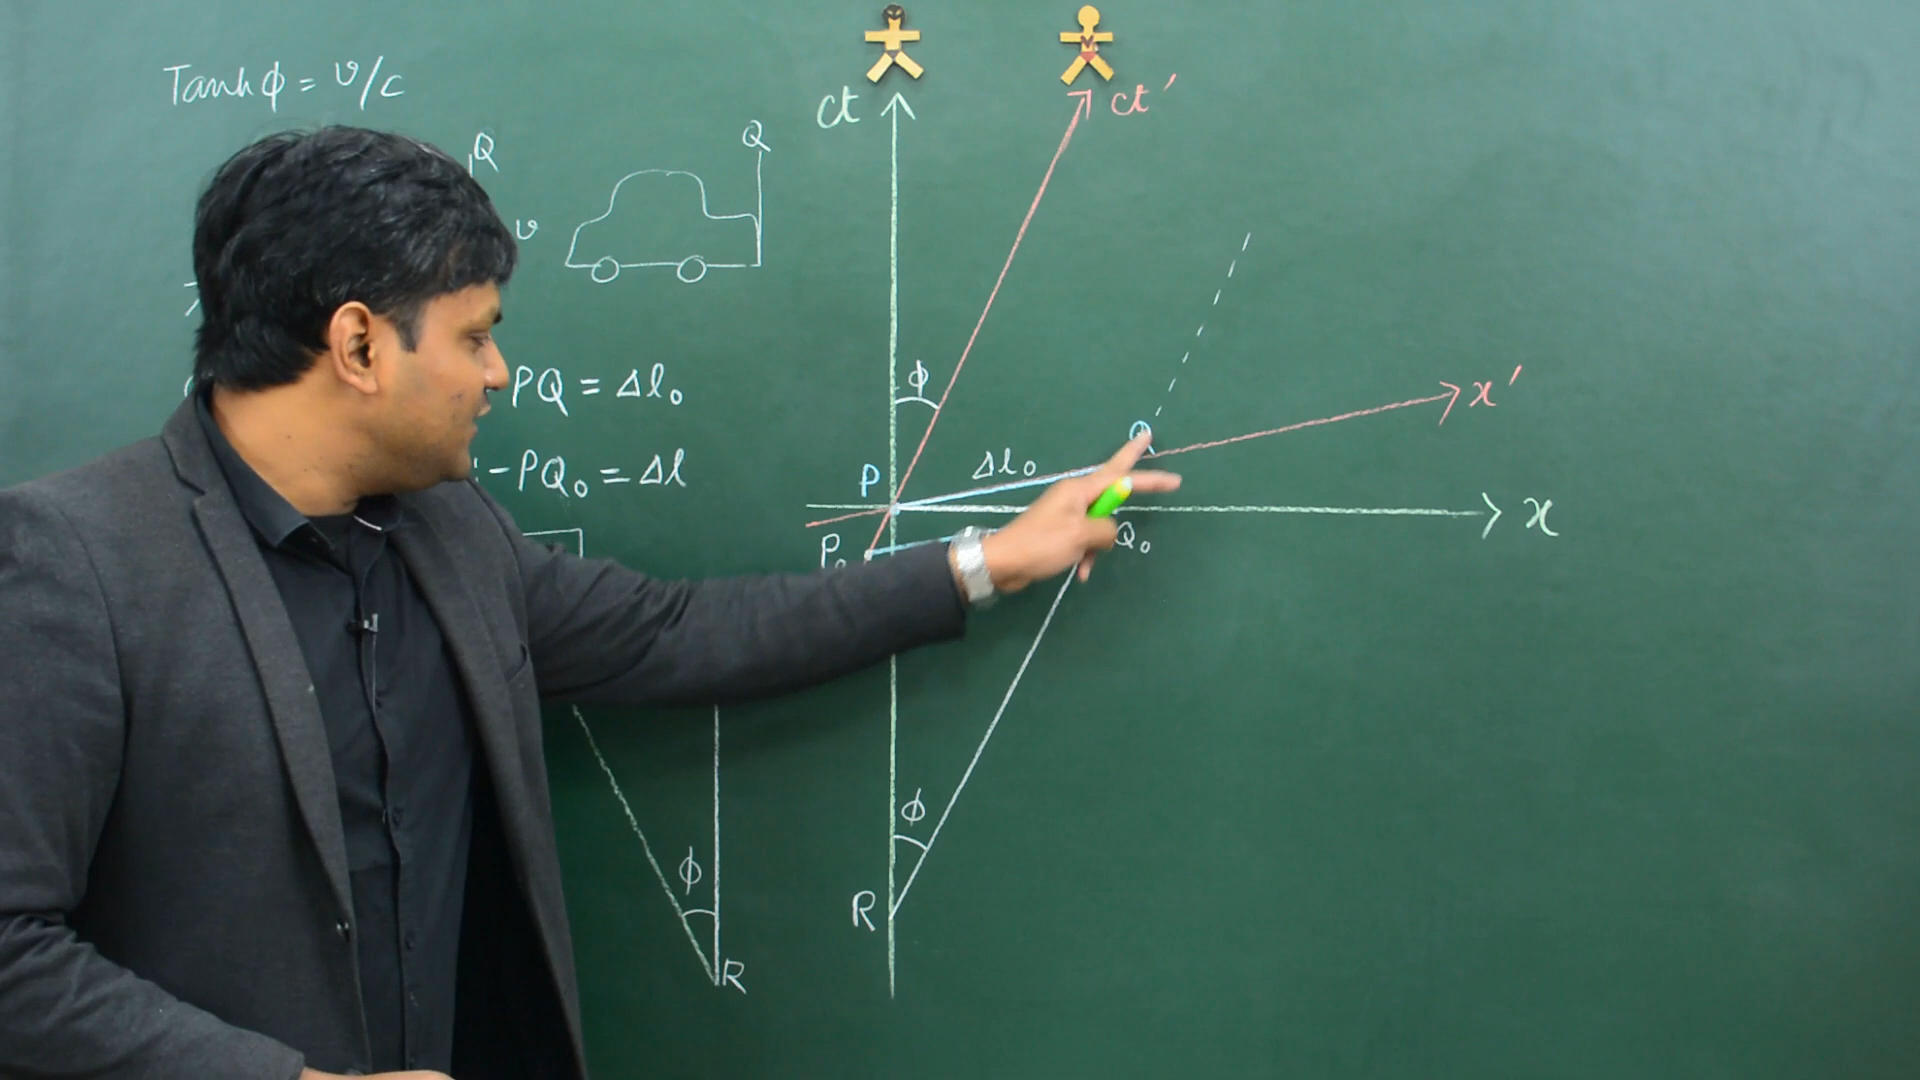 Tanh ϕ = v/c
Q
Q
v
PQ = Δl₀
PQ₀ = Δl
ϕ
R
ct
ct'
ϕ
x'
Δl₀
P
Q
x
P₀
Q₀
ϕ
R